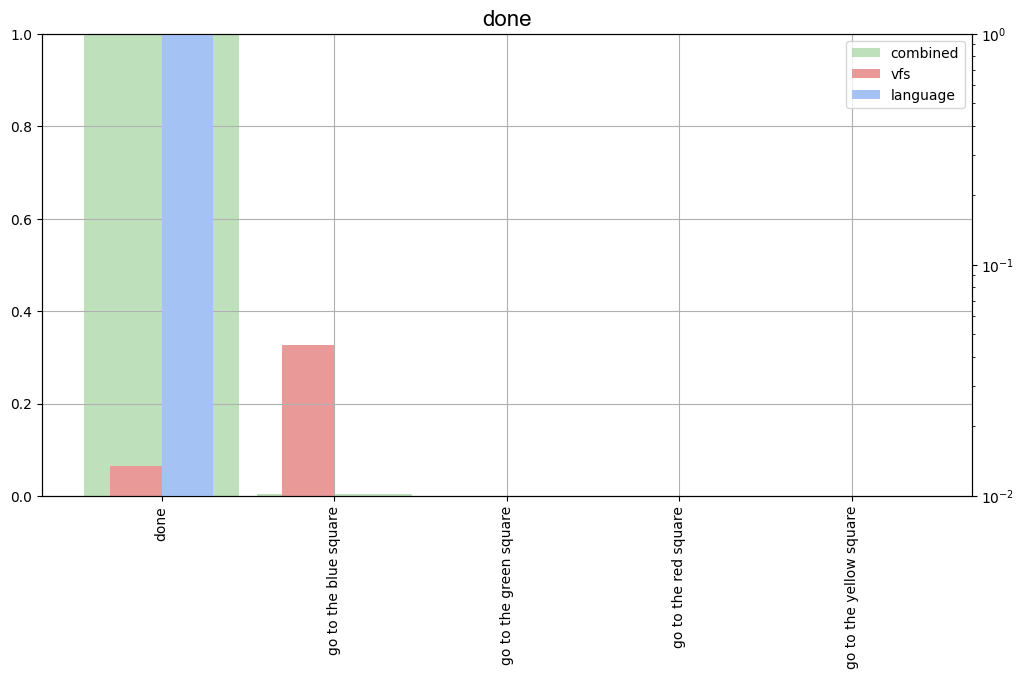 done
1.0
0.8
0.6
0.4
0.2
0.0
10⁰
10⁻¹
10⁻²
combined
vfs
language
done
go to the blue square
go to the green square
go to the red square
go to the yellow square